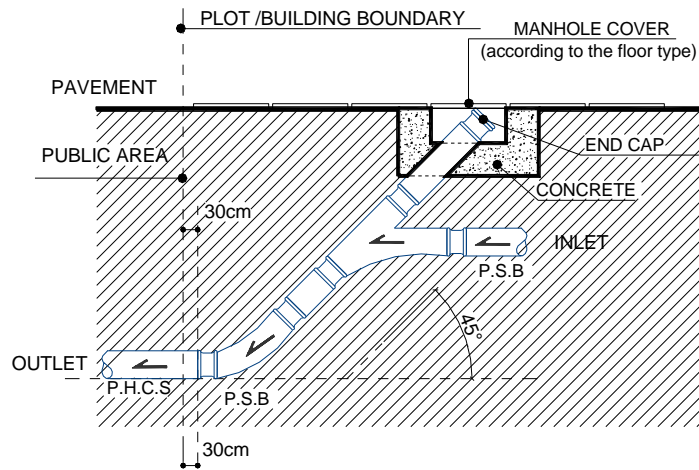 PLOT /BUILDING BOUNDARY
MANHOLE COVER
(according to the floor type)
PAVEMENT
END CAP
PUBLIC AREA
CONCRETE
30cm
INLET
P.S.B
45°
OUTLET
P.H.C.S
P.S.B
30cm